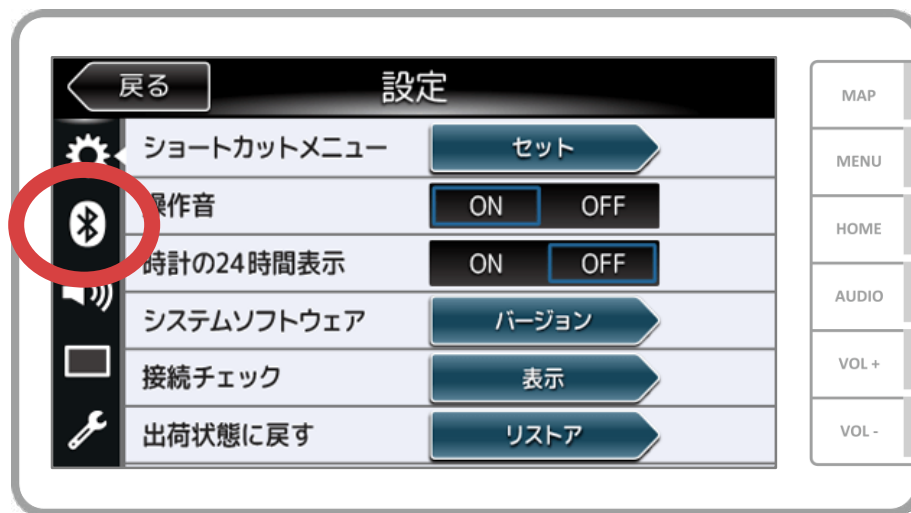 戻る
設定
ショートカットメニュー
セット
操作音
ON
OFF
時計の24時間表示
ON
OFF
システムソフトウェア
バージョン
接続チェック
表示
出荷状態に戻す
リストア
MAP
MENU
HOME
AUDIO
VOL +
VOL -